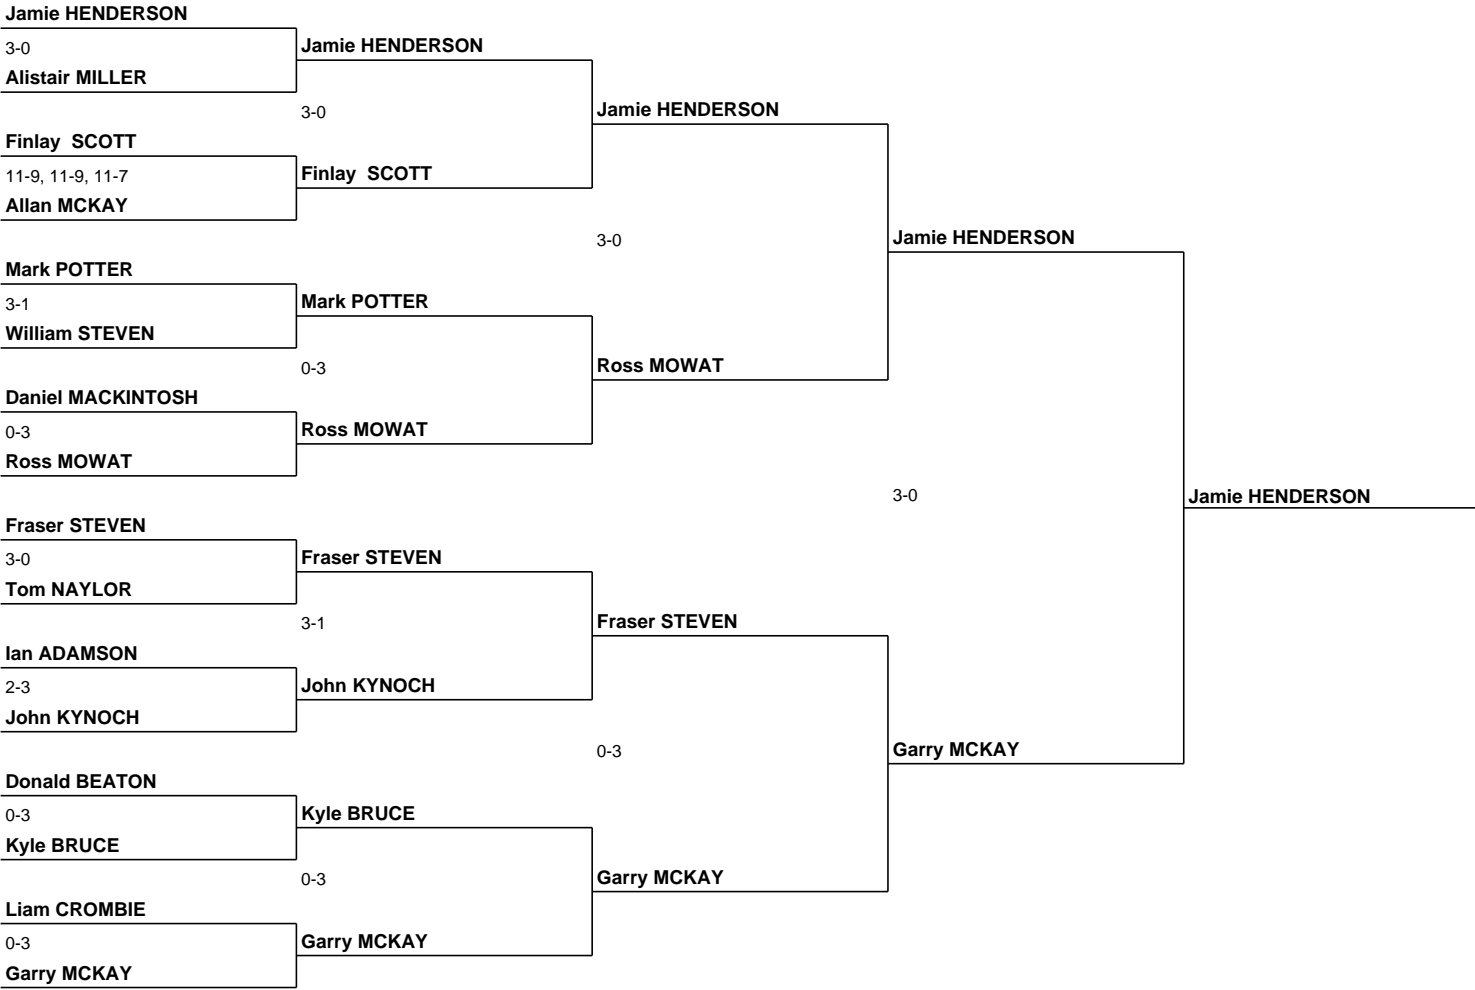 Jamie HENDERSON
3-0
Jamie HENDERSON
Alistair MILLER
3-0
Jamie HENDERSON
Finlay  SCOTT
11-9, 11-9, 11-7
Finlay  SCOTT
Allan MCKAY
3-0
Jamie HENDERSON
Mark POTTER
3-1
Mark POTTER
William STEVEN
0-3
Ross MOWAT
Daniel MACKINTOSH
0-3
Ross MOWAT
Ross MOWAT
3-0
Jamie HENDERSON
Fraser STEVEN
3-0
Fraser STEVEN
Tom NAYLOR
3-1
Fraser STEVEN
Ian ADAMSON
2-3
John KYNOCH
John KYNOCH
0-3
Garry MCKAY
Donald BEATON
0-3
Kyle BRUCE
Kyle BRUCE
0-3
Garry MCKAY
Liam CROMBIE
0-3
Garry MCKAY
Garry MCKAY